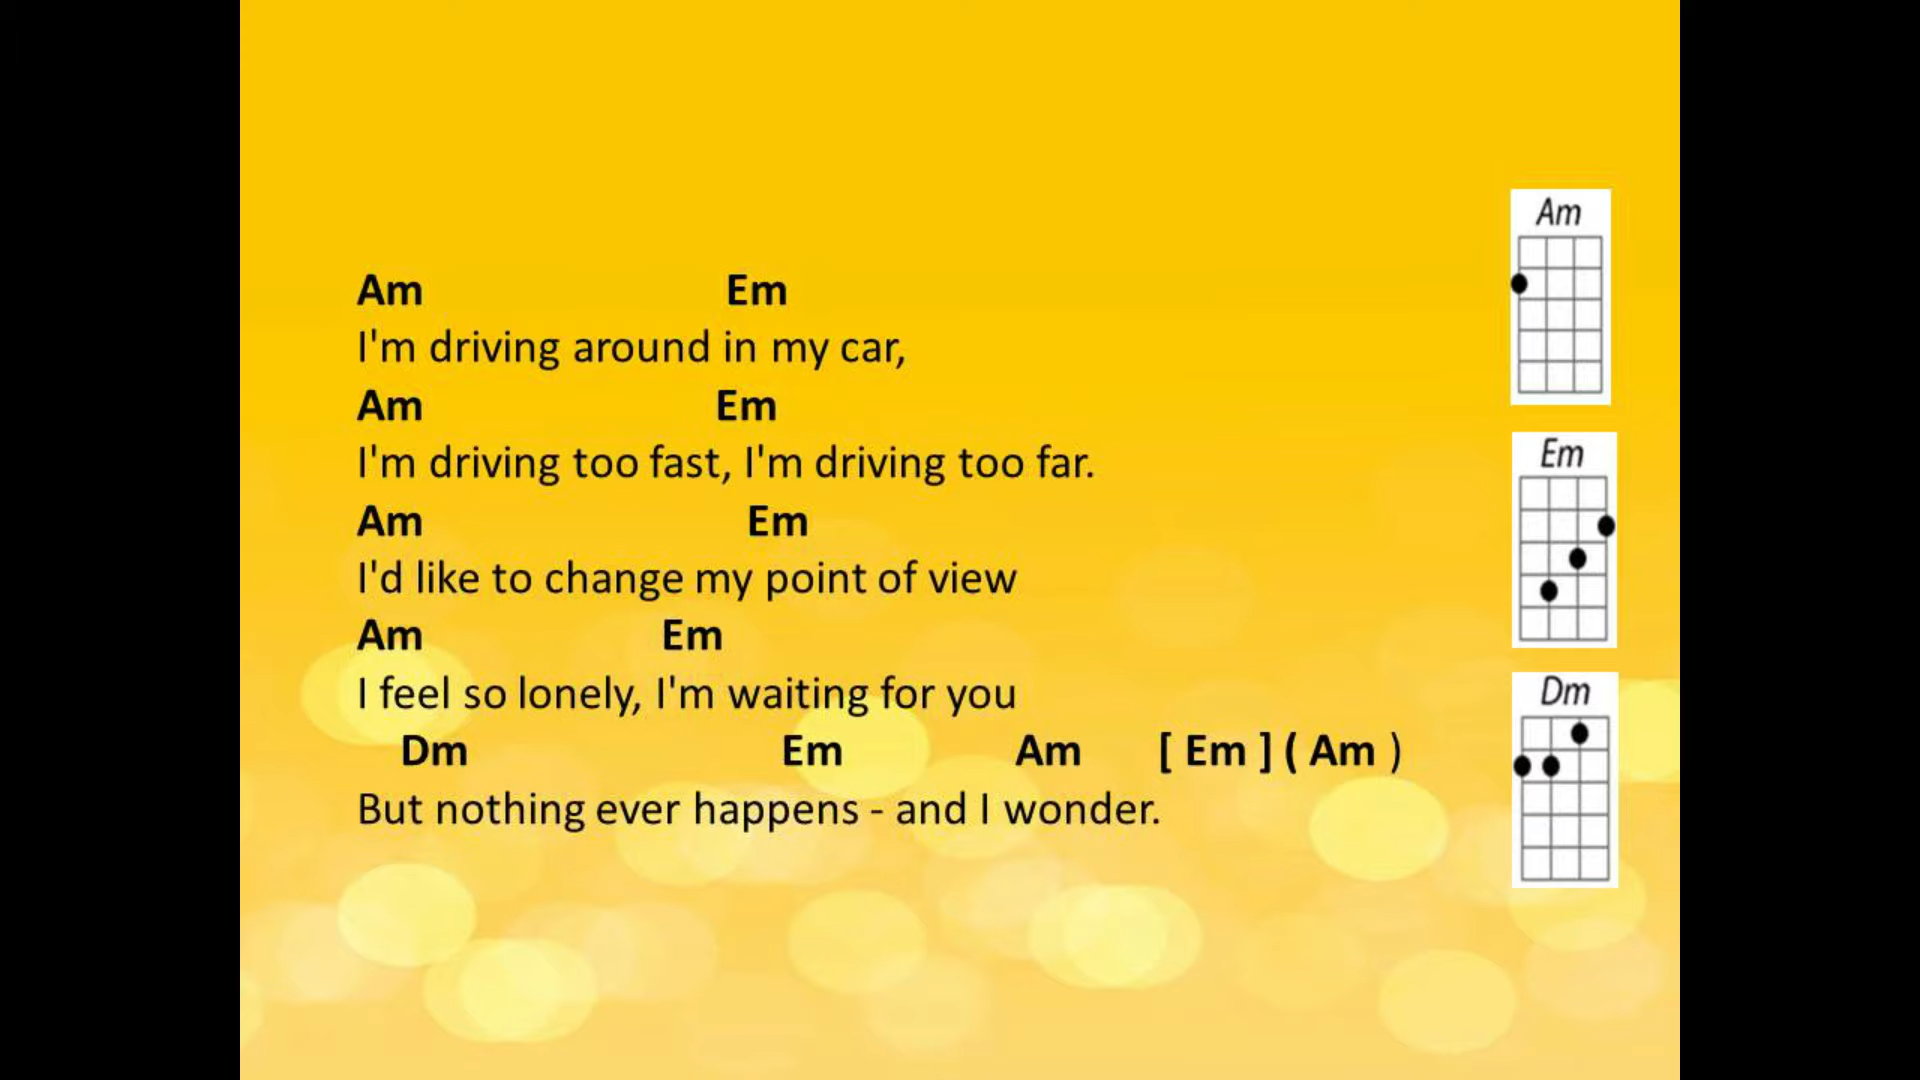 Am Em
I'm driving around in my car,
Am Em
I'm driving too fast, I'm driving too far.
Am Em
I'd like to change my point of view
Am Em
I feel so lonely, I'm waiting for you
Dm Em Am [ Em ] ( Am )
But nothing ever happens - and I wonder.
Am
Em
Dm